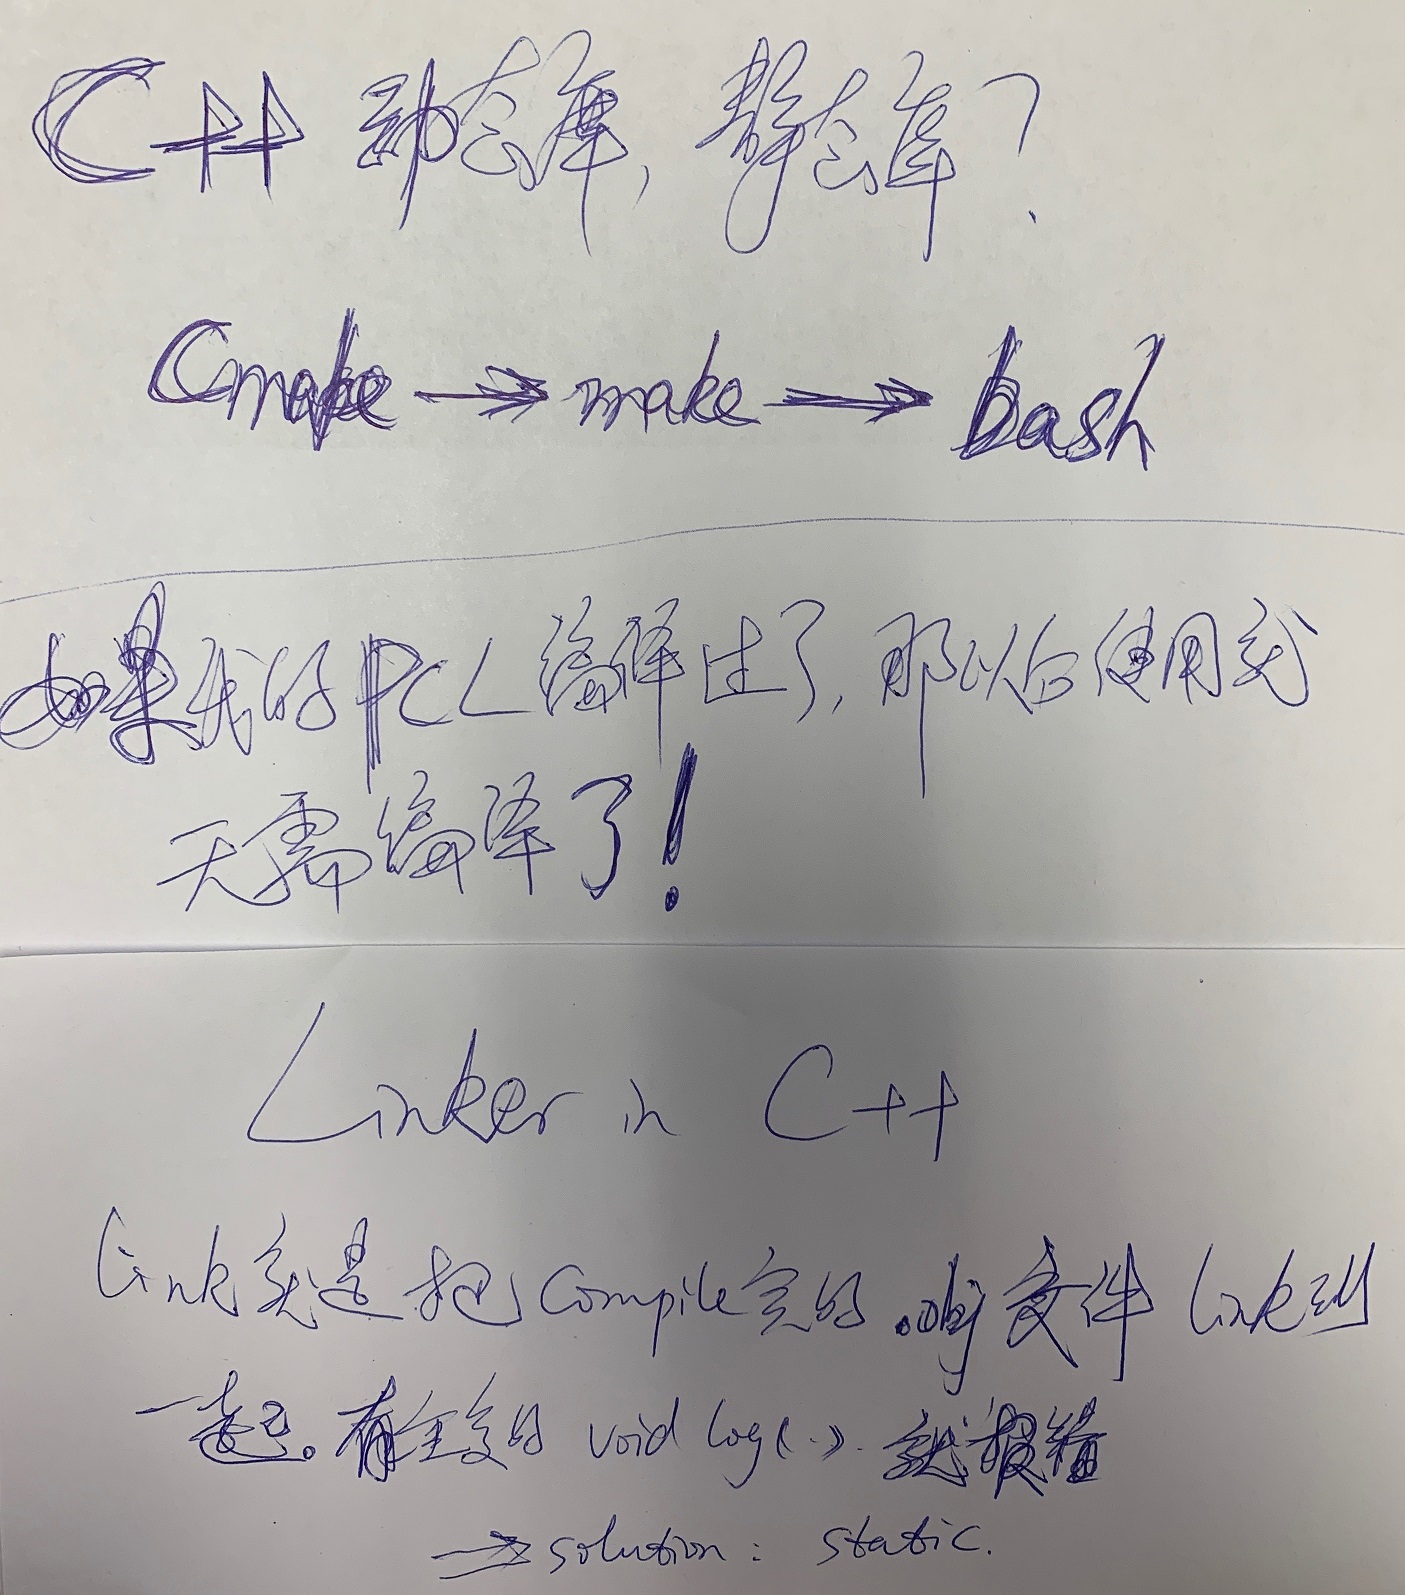 C++ 动态库, 静态库?
Cmake → make → bash
如果我的PCL编译过了, 那以后使用就
无需编译了!
Linker in C++
Link就是把Compile完的.obj文件 link到
一起。有重复的 void log(..). 就报错
→ solution: static.